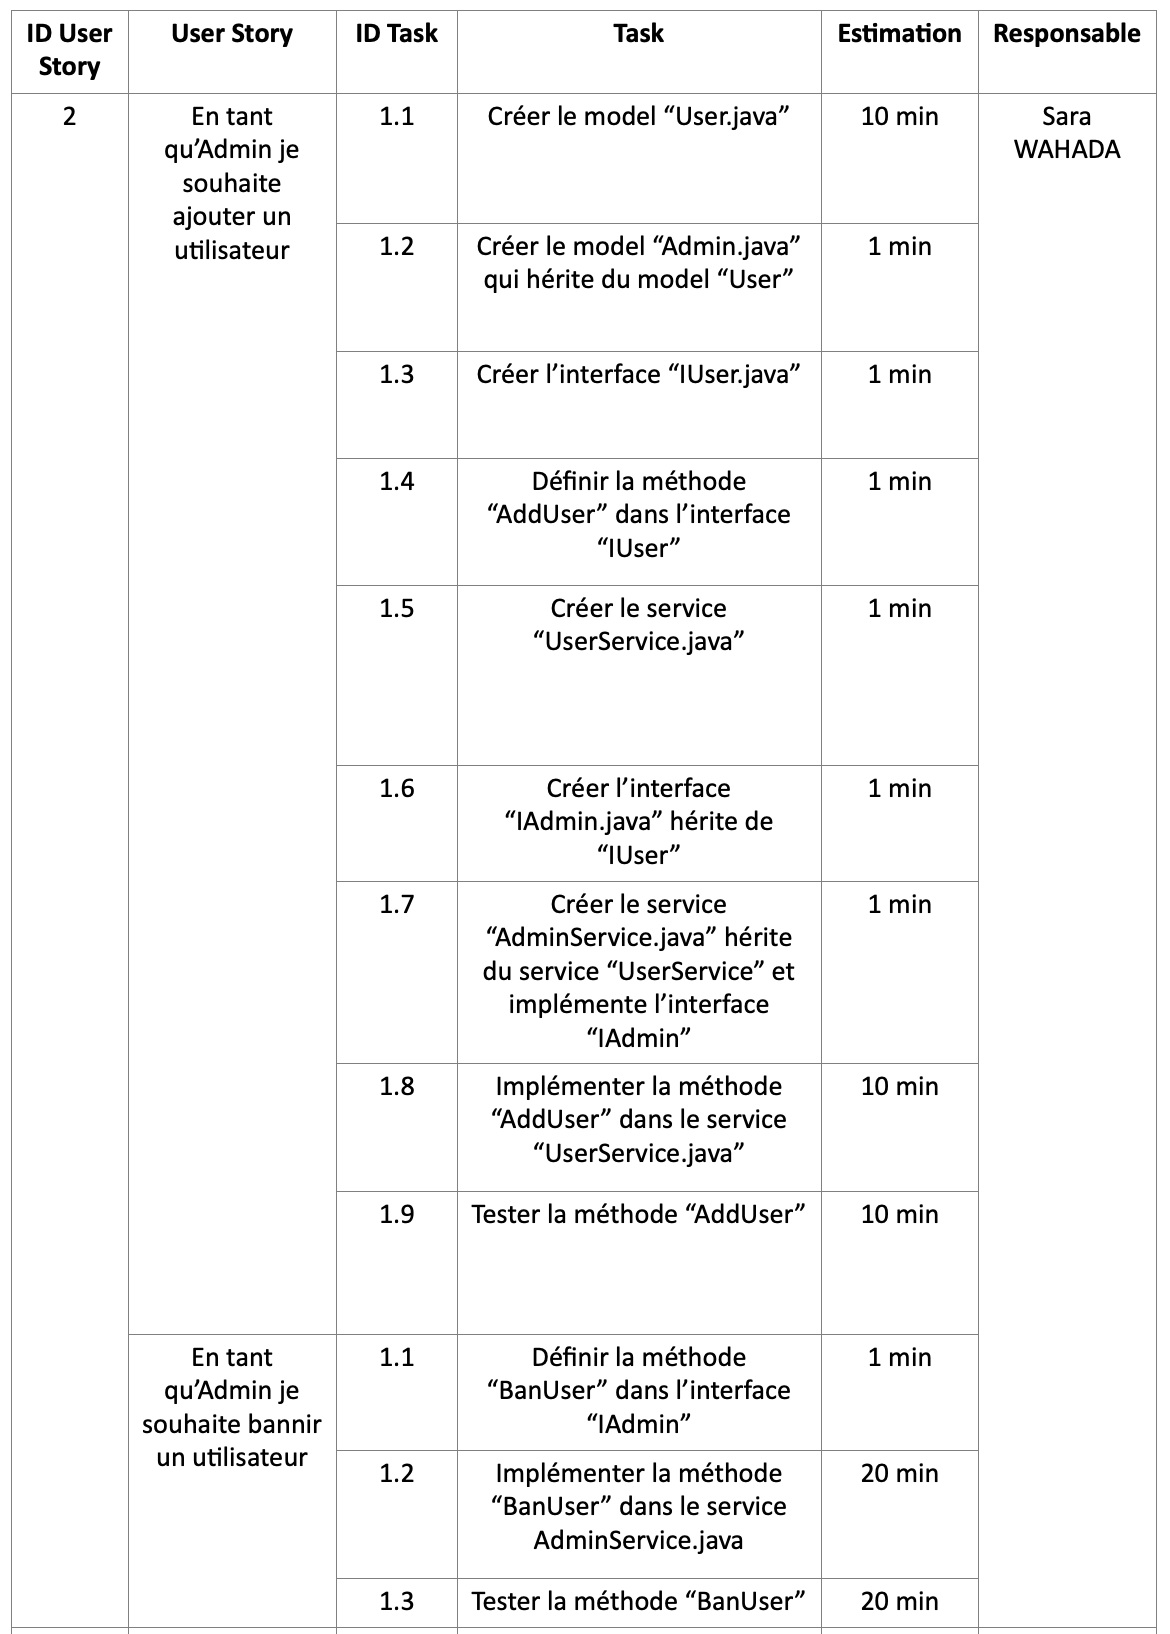 ID User
Story
User Story
ID Task
Task
Estimation
Responsable
2
En tant
qu’Admin je
souhaite
ajouter un
utilisateur
1.1
Créer le model “User.java”
10 min
Sara
WAHADA
1.2
Créer le model “Admin.java”
qui hérite du model “User”
1 min
1.3
Créer l’interface “IUser.java”
1 min
1.4
Définir la méthode
“AddUser” dans l’interface
“IUser”
1 min
1.5
Créer le service
“UserService.java”
1 min
1.6
Créer l’interface
“IAdmin.java” hérite de
“IUser”
1 min
1.7
Créer le service
“AdminService.java” hérite
du service “UserService” et
implémente l’interface
“IAdmin”
1 min
1.8
Implémenter la méthode
“AddUser” dans le service
“UserService.java”
10 min
1.9
Tester la méthode “AddUser”
10 min
En tant
qu’Admin je
souhaite bannir
un utilisateur
1.1
Définir la méthode
“BanUser” dans l’interface
“IAdmin”
1 min
1.2
Implémenter la méthode
“BanUser” dans le service
AdminService.java
20 min
1.3
Tester la méthode “BanUser”
20 min